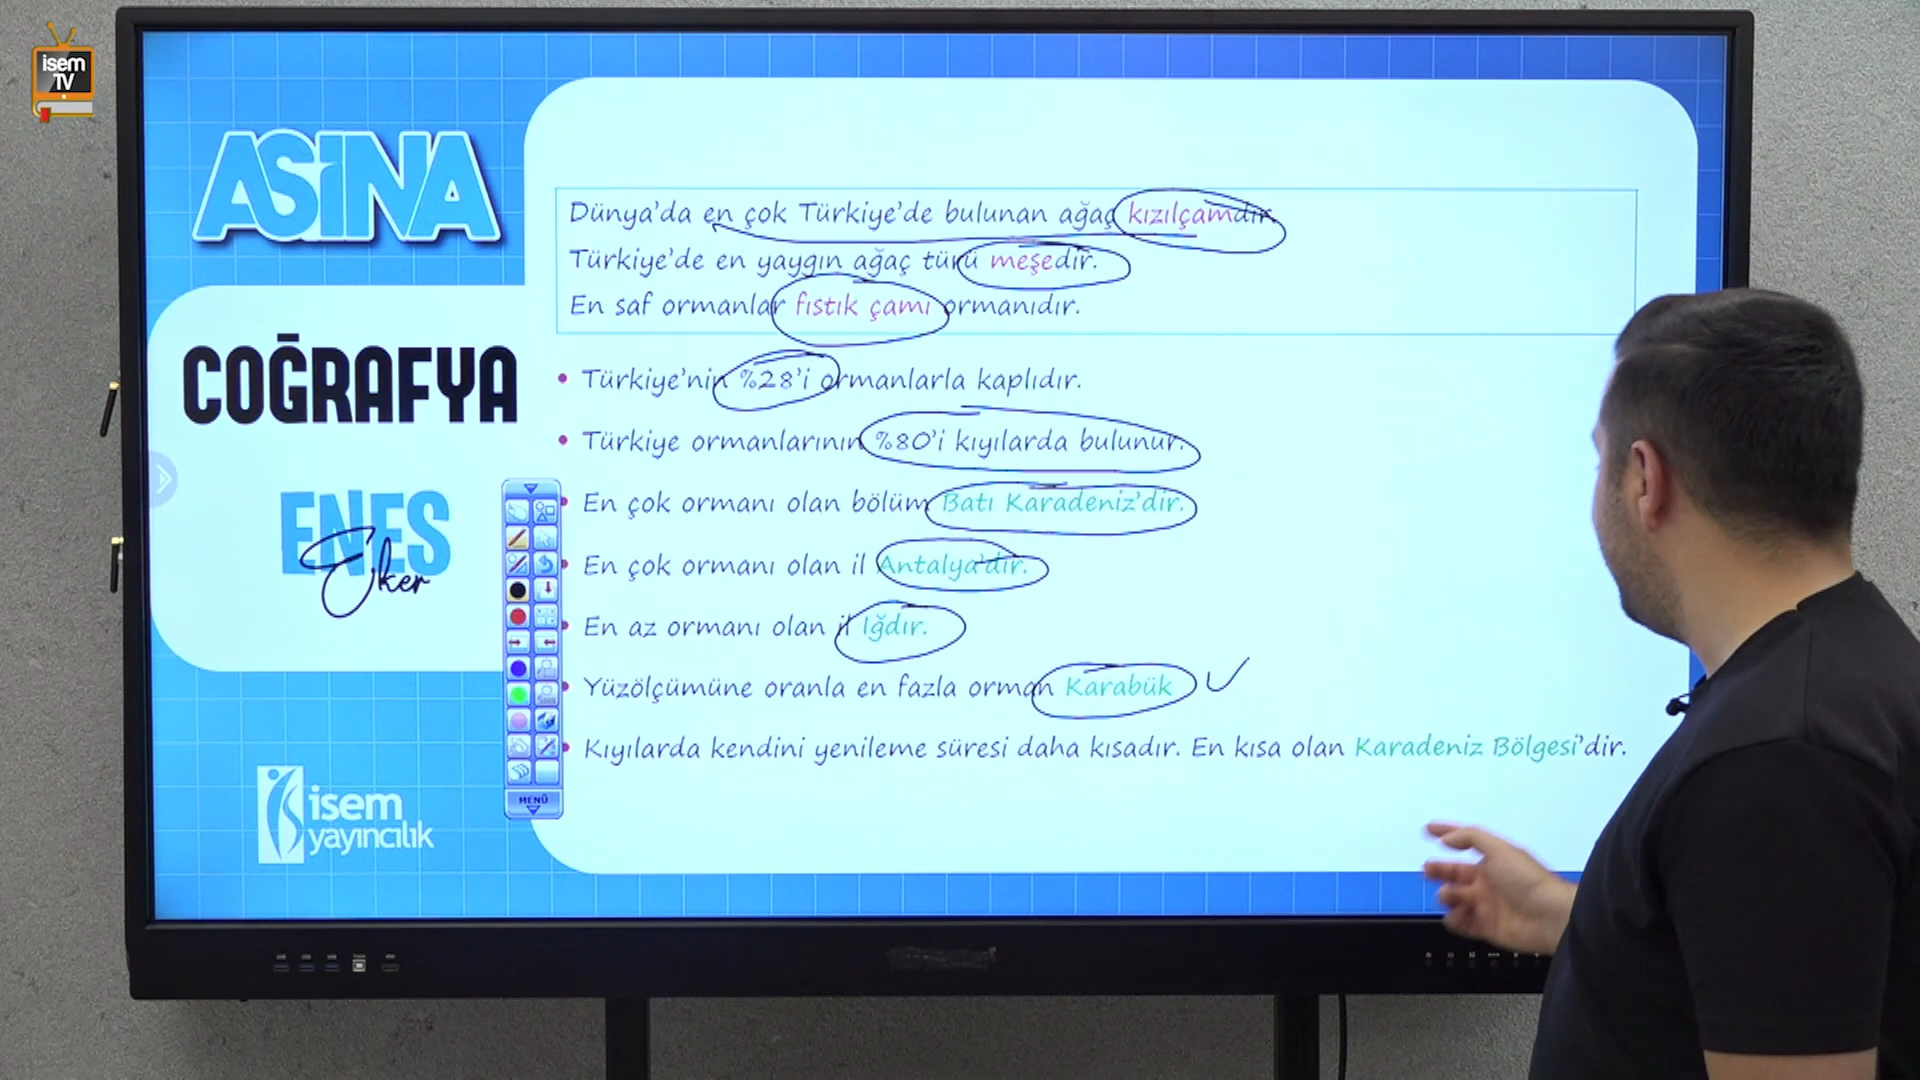 isem
TV
ASİNA
COĞRAFYA
ENES
Eker
isem
yayıncılık
Dünya'da en çok Türkiye'de bulunan ağaç kızılçamdır.
Türkiye'de en yaygın ağaç türü meşedir.
En saf ormanlar fıstık çamı ormanıdır.
• Türkiye'nin %28'i ormanlarla kaplıdır.
• Türkiye ormanlarının %80'i kıyılarda bulunur.
• En çok ormanı olan bölüm Batı Karadeniz'dir.
• En çok ormanı olan il Antalya'dır.
• En az ormanı olan il Iğdır.
• Yüzölçümüne oranla en fazla orman Karabük
• Kıyılarda kendini yenileme süresi daha kısadır. En kısa olan Karadeniz Bölgesi'dir.
MENÜ